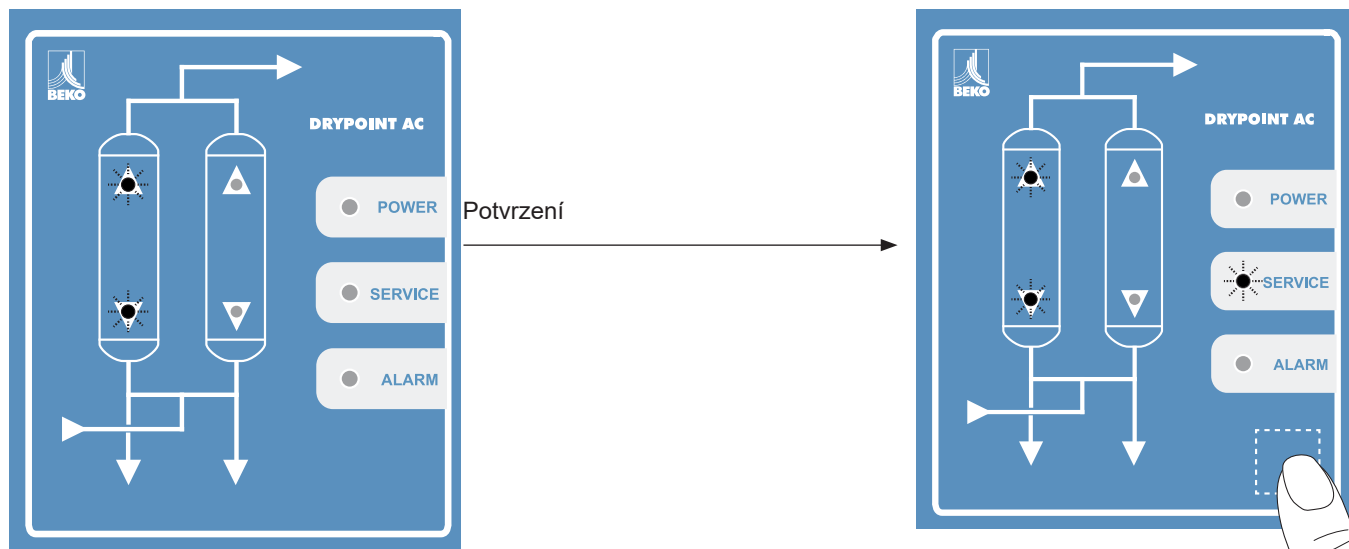 BEKO
DRYPOINT AC
POWER
SERVICE
ALARM
Potvrzení
BEKO
DRYPOINT AC
POWER
SERVICE
ALARM